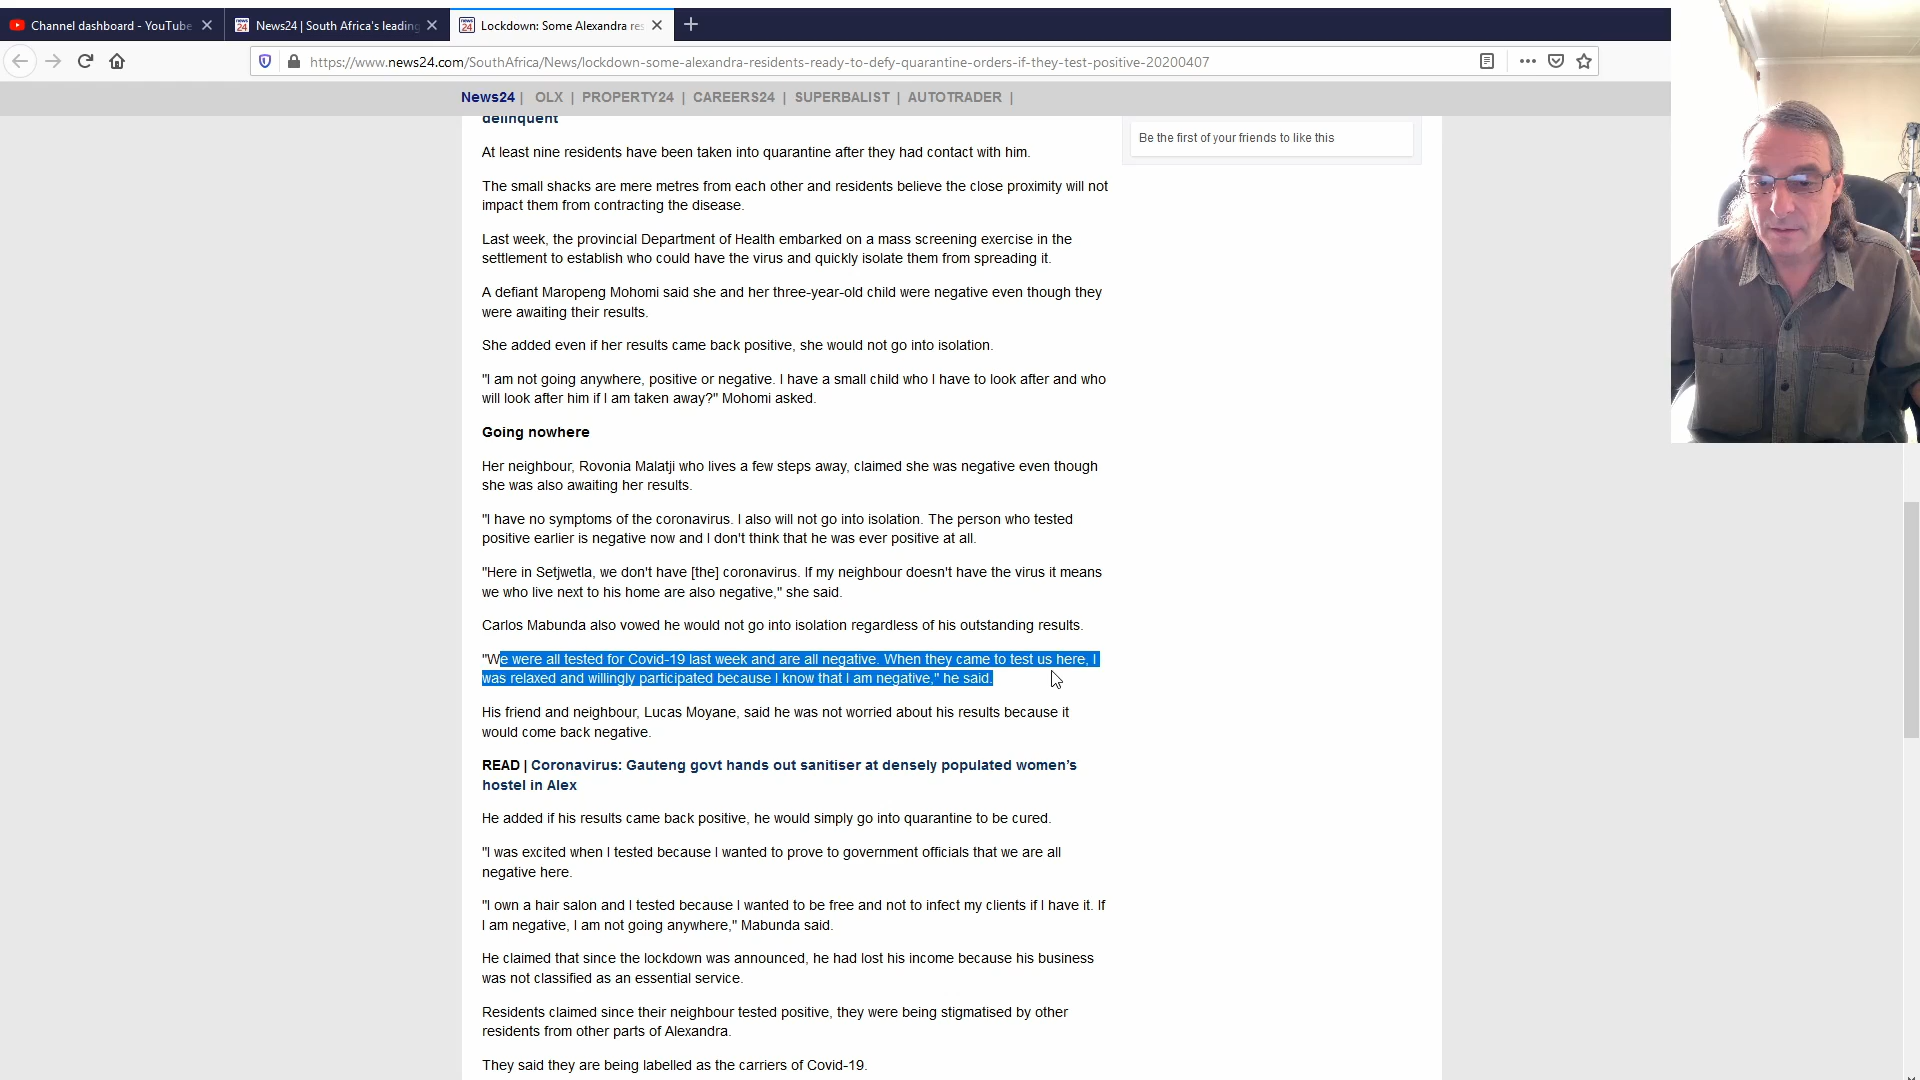 Channel dashboard - YouTube
News24 | South Africa's leading
Lockdown: Some Alexandra res
https://www.news24.com/SouthAfrica/News/lockdown-some-alexandra-residents-ready-to-defy-quarantine-orders-if-they-test-positive-20200407
News24 | OLX | PROPERTY24 | CAREERS24 | SUPERBALIST | AUTOTRADER |
delinquent
Be the first of your friends to like this
At least nine residents have been taken into quarantine after they had contact with him.
The small shacks are mere metres from each other and residents believe the close proximity will not
impact them from contracting the disease.
Last week, the provincial Department of Health embarked on a mass screening exercise in the
settlement to establish who could have the virus and quickly isolate them from spreading it.
A defiant Maropeng Mohomi said she and her three-year-old child were negative even though they
were awaiting their results.
She added even if her results came back positive, she would not go into isolation.
"I am not going anywhere, positive or negative. I have a small child who I have to look after and who
will look after him if I am taken away?" Mohomi asked.
Going nowhere
Her neighbour, Rovonia Malatji who lives a few steps away, claimed she was negative even though
she was also awaiting her results.
"I have no symptoms of the coronavirus. I also will not go into isolation. The person who tested
positive earlier is negative now and I don't think that he was ever positive at all.
"Here in Setjwetla, we don't have [the] coronavirus. If my neighbour doesn't have the virus it means
we who live next to his home are also negative," she said.
Carlos Mabunda also vowed he would not go into isolation regardless of his outstanding results.
"We were all tested for Covid-19 last week and are all negative. When they came to test us here, I
was relaxed and willingly participated because I know that I am negative," he said.
His friend and neighbour, Lucas Moyane, said he was not worried about his results because it
would come back negative.
READ | Coronavirus: Gauteng govt hands out sanitiser at densely populated women's
hostel in Alex
He added if his results came back positive, he would simply go into quarantine to be cured.
"I was excited when I tested because I wanted to prove to government officials that we are all
negative here.
"I own a hair salon and I tested because I wanted to be free and not to infect my clients if I have it. If
I am negative, I am not going anywhere," Mabunda said.
He claimed that since the lockdown was announced, he had lost his income because his business
was not classified as an essential service.
Residents claimed since their neighbour tested positive, they were being stigmatised by other
residents from other parts of Alexandra.
They said they are being labelled as the carriers of Covid-19.